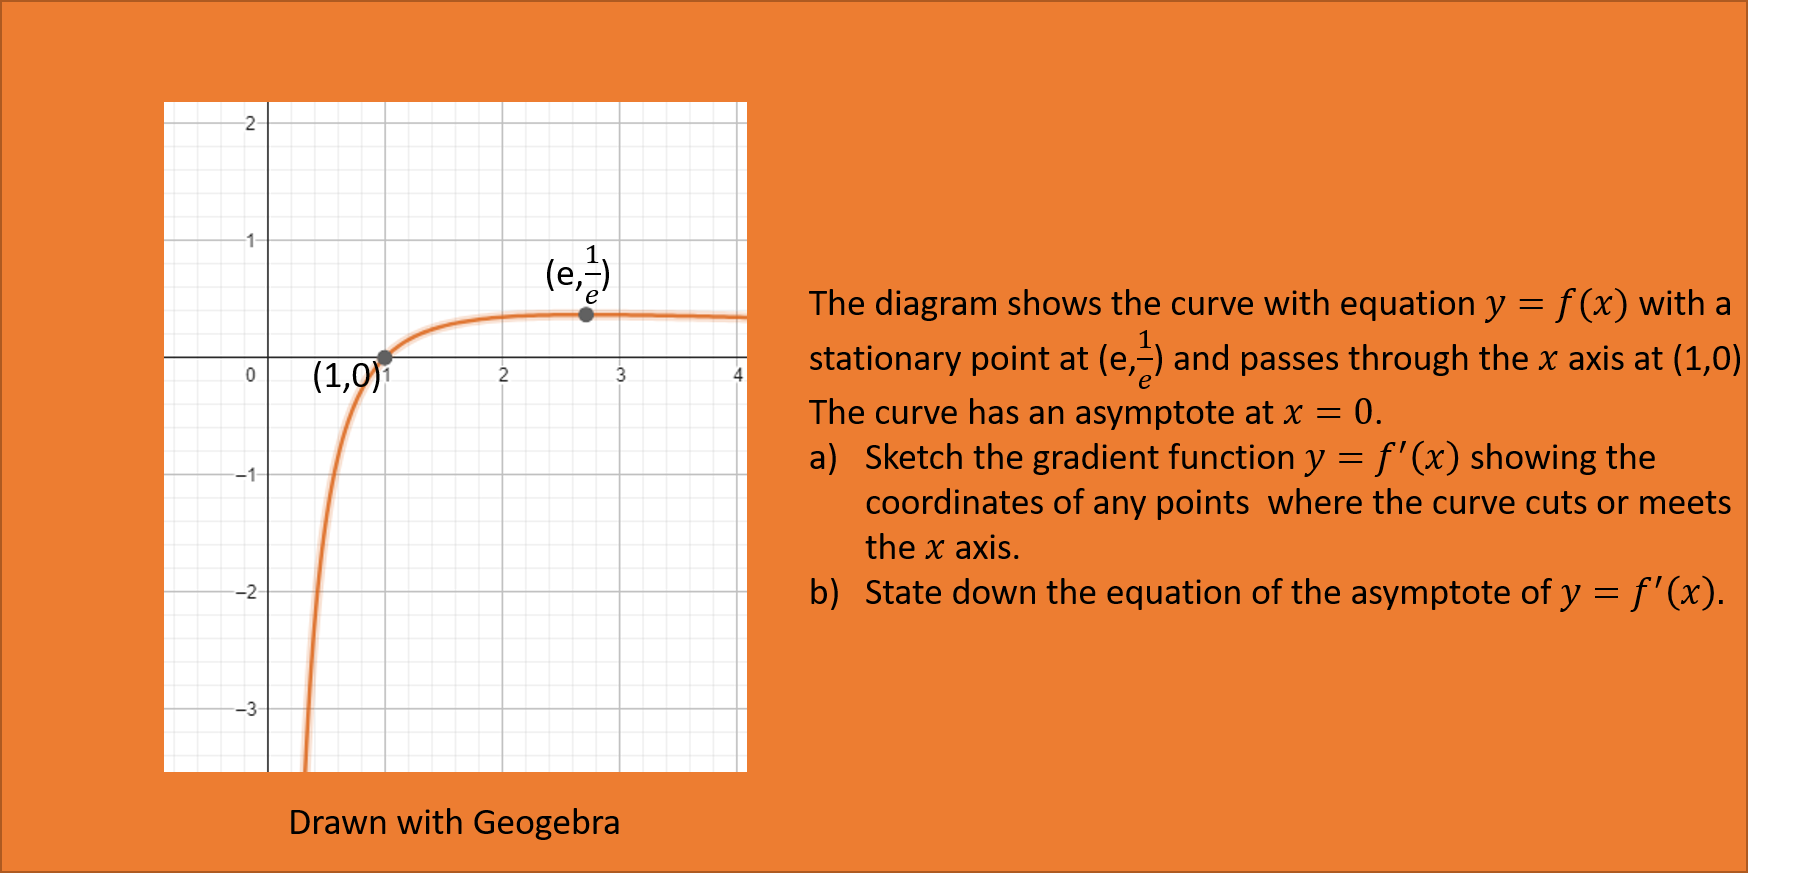 2
1
(e, 1/e)
(1,0)
0 1 2 3 4
−1
−2
−3
Drawn with Geogebra
The diagram shows the curve with equation y = f(x) with a
stationary point at (e, 1/e) and passes through the x axis at (1,0)
The curve has an asymptote at x = 0.
a) Sketch the gradient function y = f′(x) showing the
coordinates of any points where the curve cuts or meets
the x axis.
b) State down the equation of the asymptote of y = f′(x).